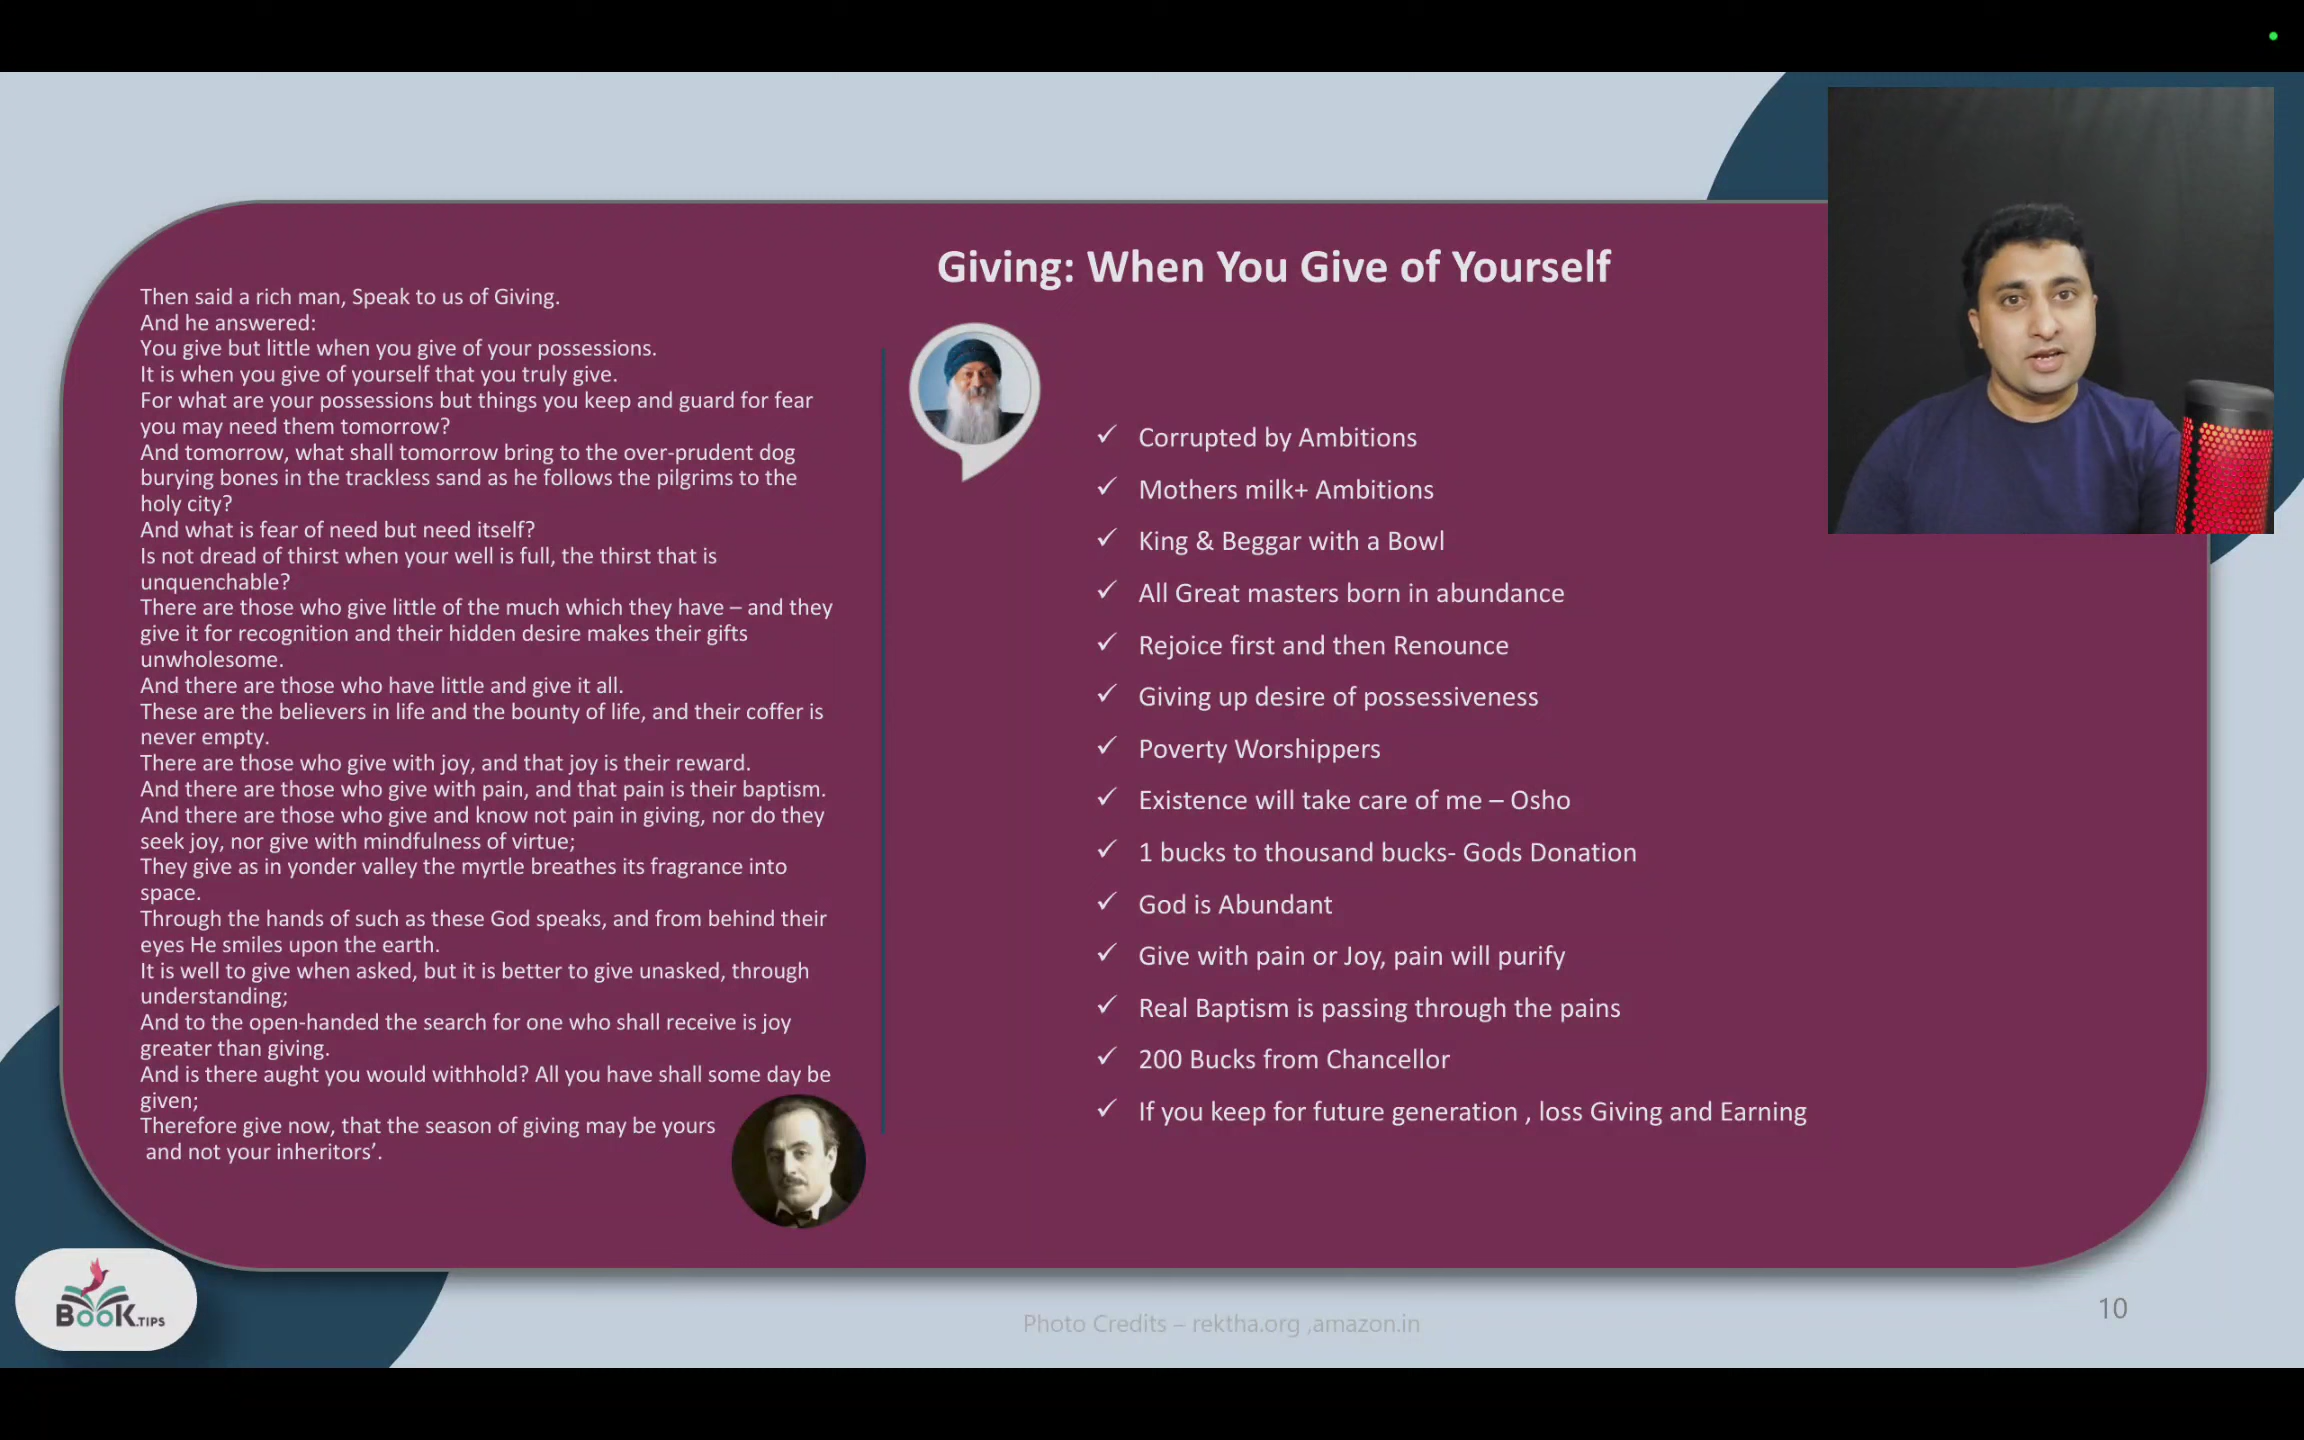 Giving: When You Give of Yourself
Then said a rich man, Speak to us of Giving.
And he answered:
You give but little when you give of your possessions.
It is when you give of yourself that you truly give.
For what are your possessions but things you keep and guard for fear
you may need them tomorrow?
And tomorrow, what shall tomorrow bring to the over-prudent dog
burying bones in the trackless sand as he follows the pilgrims to the
holy city?
And what is fear of need but need itself?
Is not dread of thirst when your well is full, the thirst that is
unquenchable?
There are those who give little of the much which they have – and they
give it for recognition and their hidden desire makes their gifts
unwholesome.
And there are those who have little and give it all.
These are the believers in life and the bounty of life, and their coffer is
never empty.
There are those who give with joy, and that joy is their reward.
And there are those who give with pain, and that pain is their baptism.
And there are those who give and know not pain in giving, nor do they
seek joy, nor give with mindfulness of virtue;
They give as in yonder valley the myrtle breathes its fragrance into
space.
Through the hands of such as these God speaks, and from behind their
eyes He smiles upon the earth.
It is well to give when asked, but it is better to give unasked, through
understanding;
And to the open-handed the search for one who shall receive is joy
greater than giving.
And is there aught you would withhold? All you have shall some day be
given;
Therefore give now, that the season of giving may be yours
and not your inheritors’.
✓ Corrupted by Ambitions
✓ Mothers milk+ Ambitions
✓ King & Beggar with a Bowl
✓ All Great masters born in abundance
✓ Rejoice first and then Renounce
✓ Giving up desire of possessiveness
✓ Poverty Worshippers
✓ Existence will take care of me – Osho
✓ 1 bucks to thousand bucks- Gods Donation
✓ God is Abundant
✓ Give with pain or Joy, pain will purify
✓ Real Baptism is passing through the pains
✓ 200 Bucks from Chancellor
✓ If you keep for future generation , loss Giving and Earning
BOOK.TIPS
Photo Credits – rektha.org ,amazon.in
10